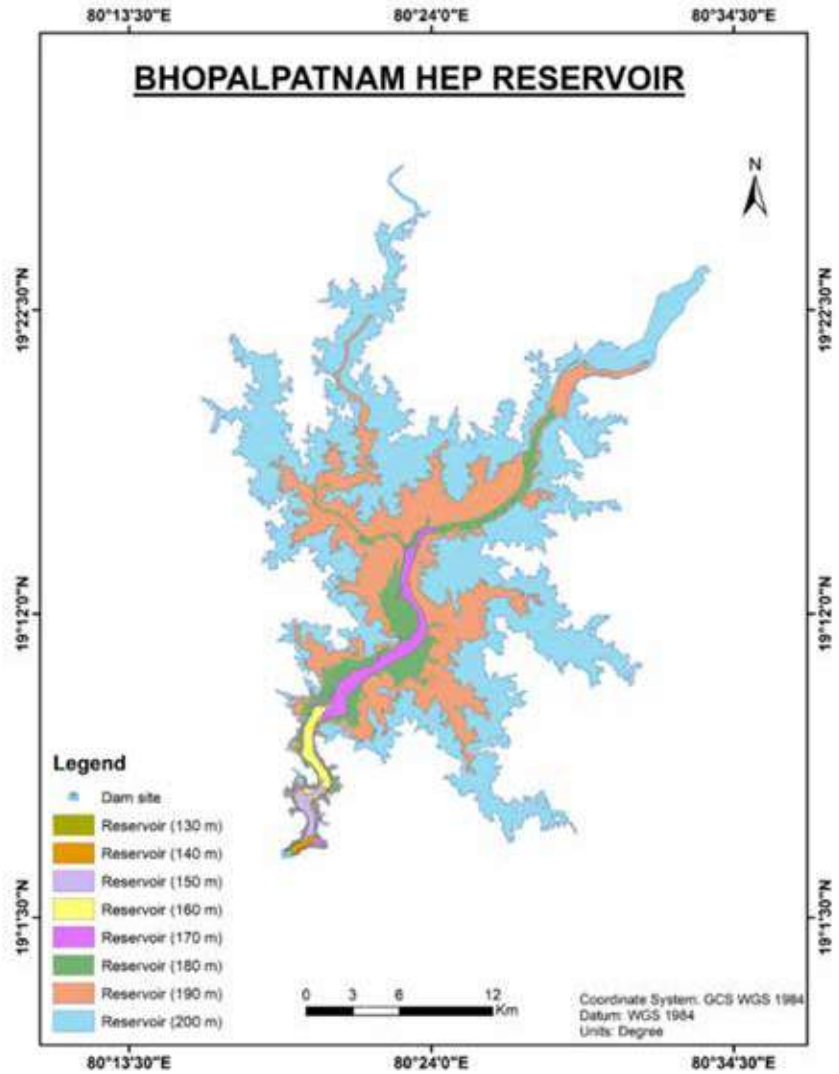 80°13'30"E 80°24'0"E 80°34'30"E
BHOPALPATNAM HEP RESERVOIR
N
19°22'30"N 19°22'30"N
19°12'0"N 19°12'0"N
19°1'30"N 19°1'30"N
Legend
Dam site
Reservoir (130 m)
Reservoir (140 m)
Reservoir (150 m)
Reservoir (160 m)
Reservoir (170 m)
Reservoir (180 m)
Reservoir (190 m)
Reservoir (200 m)
0 3 6 12
Km
Coordinate System: GCS WGS 1984
Datum: WGS 1984
Units: Degree
80°13'30"E 80°24'0"E 80°34'30"E